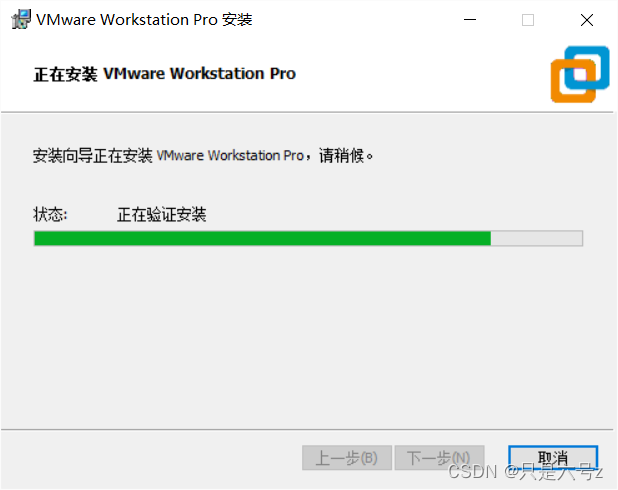 VMware Workstation Pro 安装
正在安装 VMware Workstation Pro
安装向导正在安装 VMware Workstation Pro，请稍候。
状态: 正在验证安装
上一步(B) 下一步(N) 取消
CSDN @只是六号z